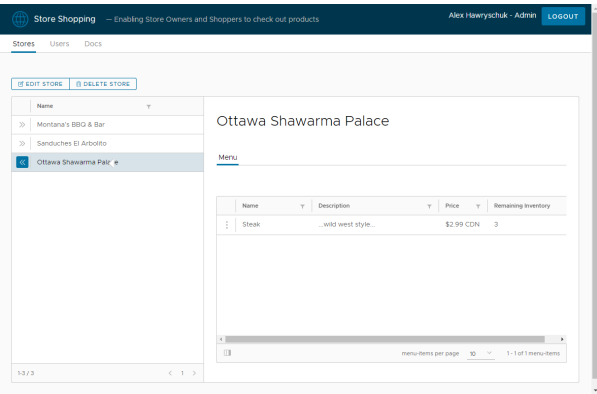 Store Shopping — Enabling Store Owners and Shoppers to check out products
Alex Hawryschuk - Admin LOGOUT
Stores Users Docs
EDIT STORE DELETE STORE
Name
Montana's BBQ & Bar
Sanduches El Arbolito
Ottawa Shawarma Palace
1-3 / 3
1
Ottawa Shawarma Palace
Menu
Name Description Price Remaining Inventory
Steak ...wild west style... $2.99 CDN 3
menu-items per page 10 1 - 1 of 1 menu-items